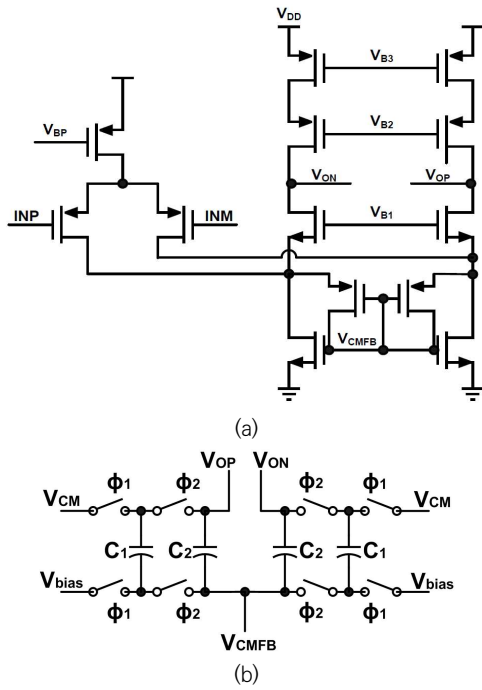 VDD
VB3
VBP
VB2
VON
VOP
INP
INM
VB1
VCMFB
(a)
VOP
VON
VCM
ϕ1
ϕ2
ϕ2
ϕ1
VCM
C1
C2
C2
C1
Vbias
ϕ1
ϕ2
ϕ2
ϕ1
Vbias
VCMFB
(b)